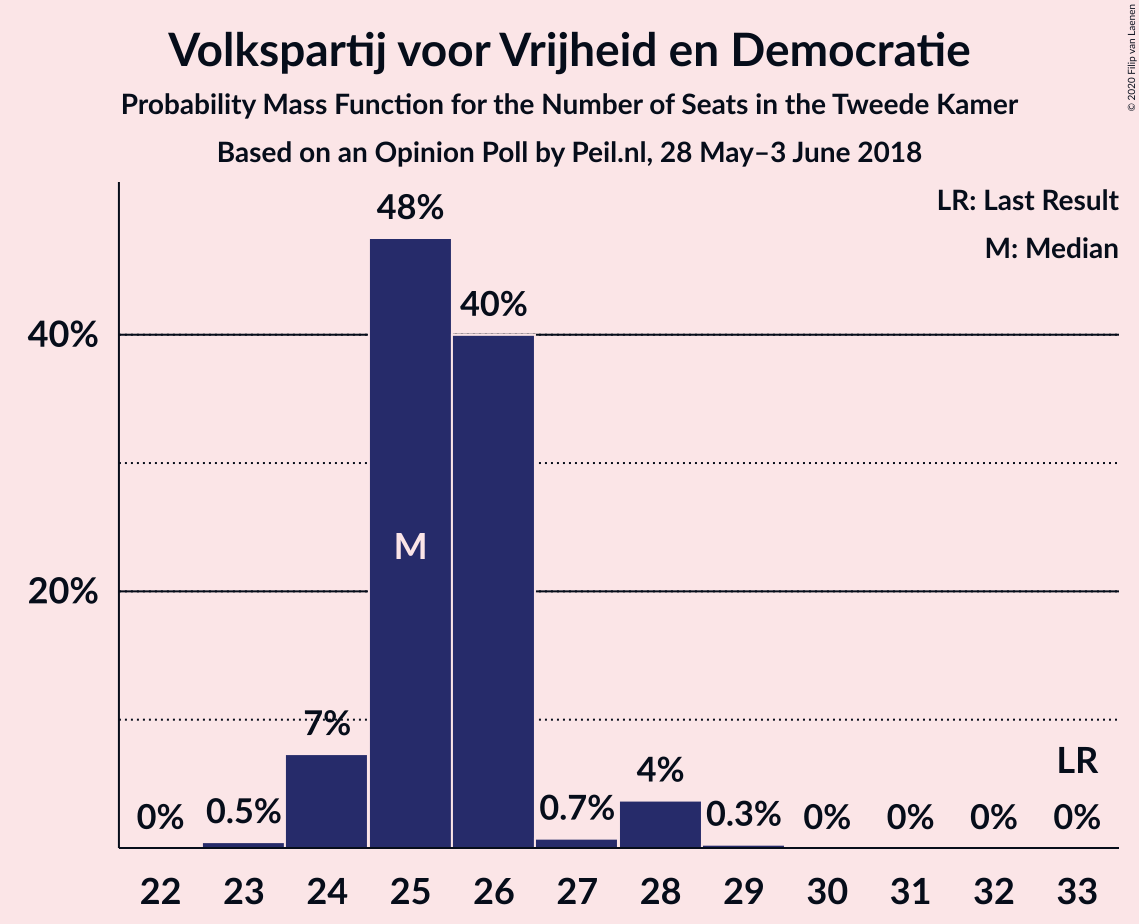 Volkspartij voor Vrijheid en Democratie
Probability Mass Function for the Number of Seats in the Tweede Kamer
Based on an Opinion Poll by Peil.nl, 28 May–3 June 2018
© 2020 Filip van Laenen
LR: Last Result
M: Median
48%
40%
40%
M
20%
7%
LR
0%
0.5%
0.7%
4%
0.3%
0%
0%
0%
0%
22 23 24 25 26 27 28 29 30 31 32 33